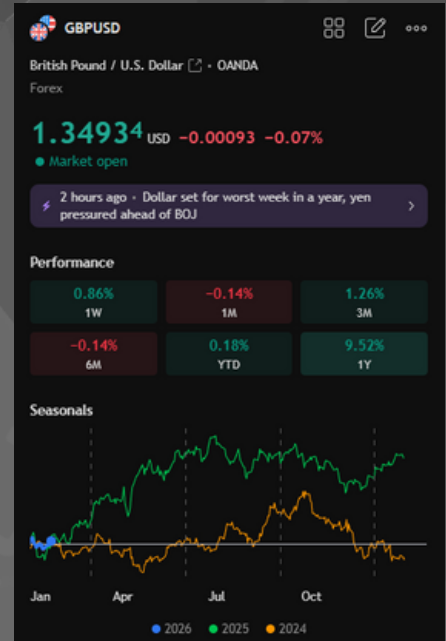 GBPUSD
British Pound / U.S. Dollar • OANDA
Forex
1.34934 USD −0.00093 −0.07%
Market open
2 hours ago • Dollar set for worst week in a year, yen
pressured ahead of BOJ
Performance
0.86% −0.14% 1.26%
1W 1M 3M
−0.14% 0.18% 9.52%
6M YTD 1Y
Seasonals
Jan Apr Jul Oct
2026 2025 2024